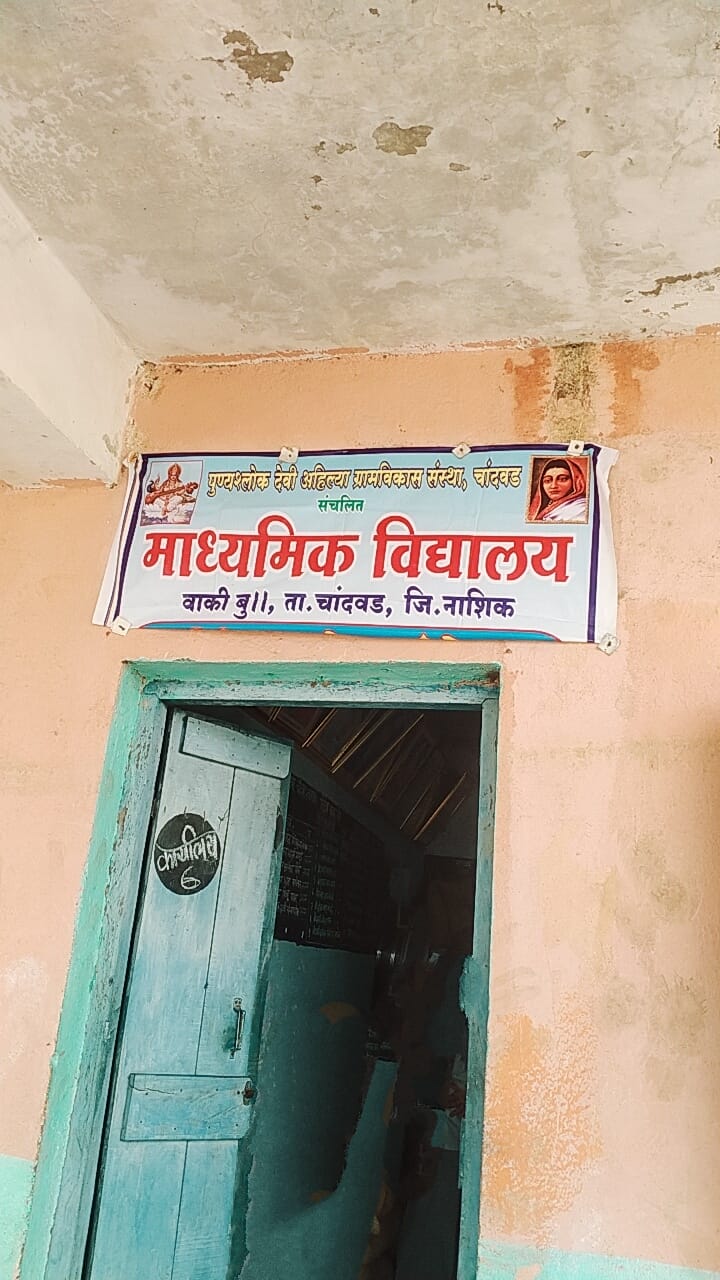 पुण्यश्लोक देवी अहिल्या ग्रामविकास संस्था, चांदवड
संचलित
माध्यमिक विद्यालय
वाकी बु॥, ता.चांदवड, जि.नाशिक
कार्यालय
6